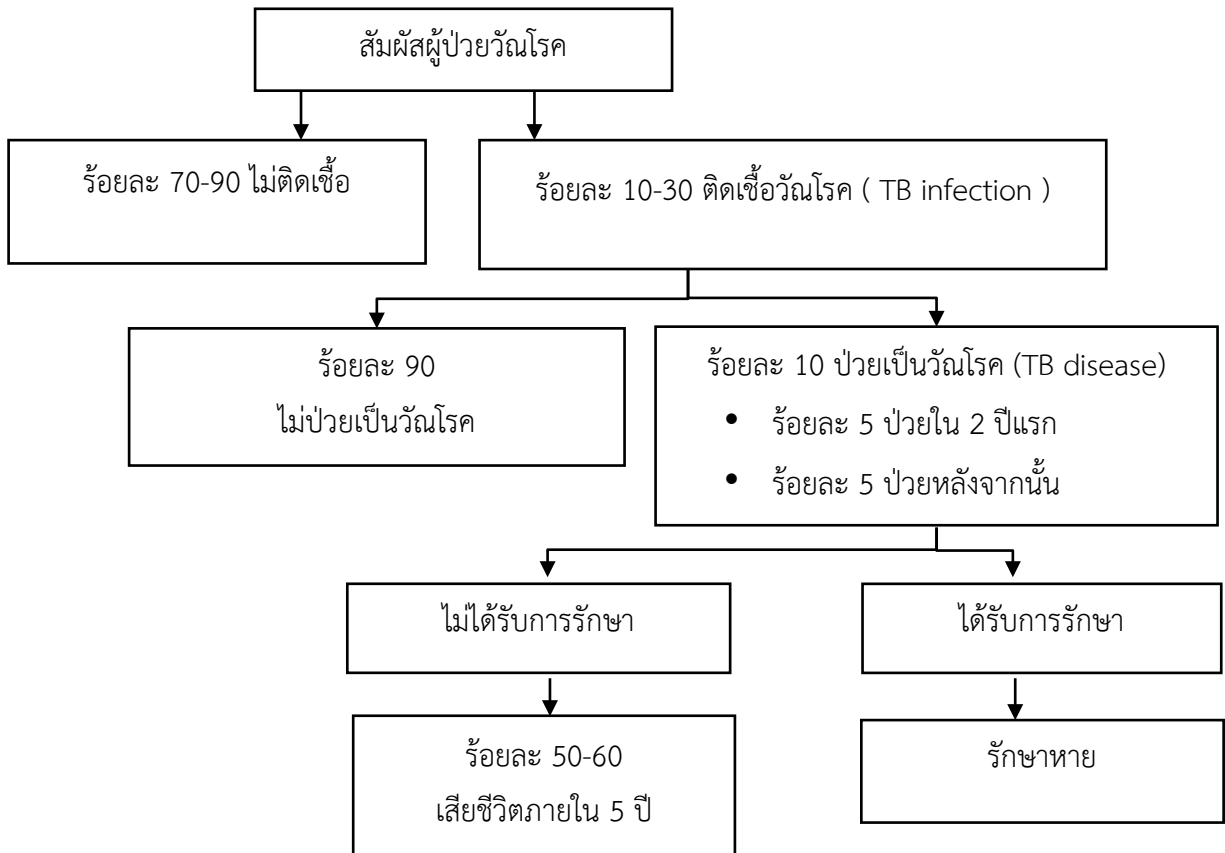 สัมผัสผู้ป่วยวัณโรค
ร้อยละ 70-90 ไม่ติดเชื้อ
ร้อยละ 10-30 ติดเชื้อวัณโรค ( TB infection )
ร้อยละ 90
ไม่ป่วยเป็นวัณโรค
ร้อยละ 10 ป่วยเป็นวัณโรค (TB disease)
• ร้อยละ 5 ป่วยใน 2 ปีแรก
• ร้อยละ 5 ป่วยหลังจากนั้น
ไม่ได้รับการรักษา
ได้รับการรักษา
ร้อยละ 50-60
เสียชีวิตภายใน 5 ปี
รักษาหาย